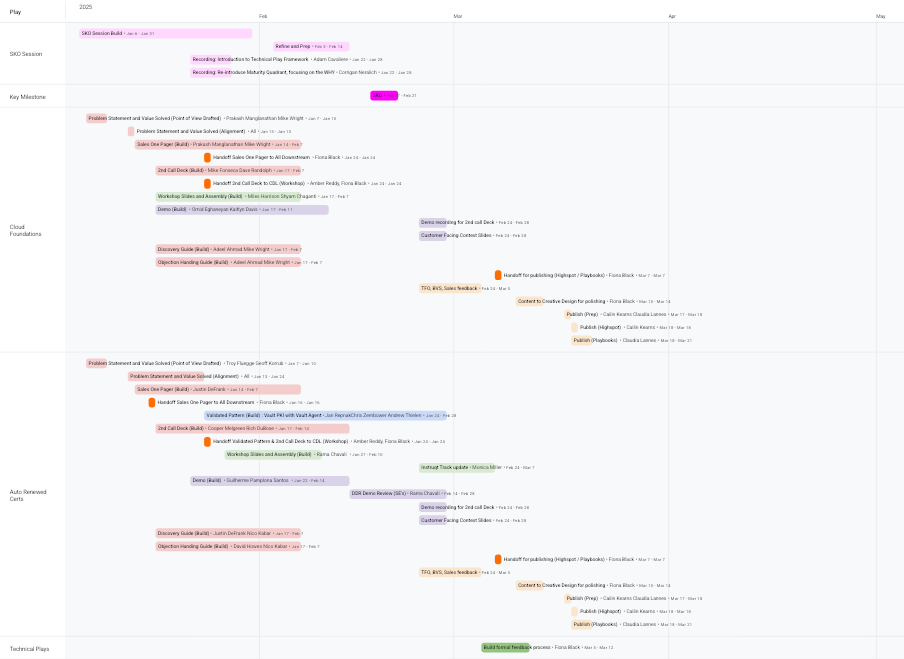 Play
2025
Feb
Mar
Apr
May
SKO Session
SKO Session Build • Jan 6 - Jan 31
Refine and Prep • Feb 3 - Feb 14
Recording: Introduction to Technical Play Framework • Adam Cavaliere • Jan 22 - Jan 28
Recording: Re-introduce Maturity Quadrant, focusing on the WHY • Corrigan Neralich • Jan 22 - Jan 28
Key Milestone
SKO • Feb 21
Cloud Foundations
Problem Statement and Value Solved (Point of View Drafted) • Prakash Manglanathan Mike Wright • Jan 7 - Jan 10
Problem Statement and Value Solved (Alignment) • All • Jan 13 - Jan 13
Sales One Pager (Build) • Prakash Manglanathan Mike Wright • Jan 14 - Feb 7
Handoff Sales One Pager to All Downstream • Fiona Black • Jan 24 - Jan 24
2nd Call Deck (Build) • Mike Fonseca Dave Randolph • Jan 17 - Feb 7
Handoff 2nd Call Deck to CDL (Workshop) • Amber Reddy, Fiona Black • Jan 24 - Jan 24
Workshop Slides and Assembly (Build) • Miles Harrison Shyam Chaganti • Jan 17 - Feb 7
Demo (Build) • Omid Eghneyan Kaitlyn Davis • Jan 17 - Feb 11
Demo recording for 2nd call Deck • Feb 24 - Feb 28
Customer Facing Contest Slides • Feb 24 - Feb 28
Discovery Guide (Build) • Adeel Ahmad Mike Wright • Jan 17 - Feb 7
Objection Handing Guide (Build) • Adeel Ahmad Mike Wright • Jan 17 - Feb 7
Handoff for publishing (Highspot / Playbooks) • Fiona Black • Mar 7 - Mar 7
TFO, BVS, Sales feedback • Feb 24 - Mar 5
Content to Creative Design for polishing • Fiona Black • Mar 10 - Mar 14
Publish (Prep) • Cailin Kearns Claudia Lannes • Mar 17 - Mar 18
Publish (Highspot) • Cailin Kearns • Mar 18 - Mar 18
Publish (Playbooks) • Claudia Lannes • Mar 18 - Mar 21
Auto Renewed Certs
Problem Statement and Value Solved (Point of View Drafted) • Troy Fluegge Geoff Korrub • Jan 7 - Jan 10
Problem Statement and Value Solved (Alignment) • All • Jan 13 - Jan 24
Sales One Pager (Build) • Justin DeFrank • Jan 14 - Feb 7
Handoff Sales One Pager to All Downstream • Fiona Black • Jan 16 - Jan 16
Validated Pattern (Build) : Vault PKI with Vault Agent • Jan Repnak Chris Zembower Andrew Thielen • Jan 24 - Feb 28
2nd Call Deck (Build) • Cooper Melgreen Rich DuBose • Jan 17 - Feb 14
Handoff Validated Pattern & 2nd Call Deck to CDL (Workshop) • Amber Reddy, Fiona Black • Jan 24 - Jan 24
Workshop Slides and Assembly (Build) • Rama Chavali • Jan 27 - Feb 10
Instruqt Track update • Monica Miller • Feb 24 - Mar 7
Demo (Build) • Guilherme Pamplona Santos • Jan 22 - Feb 14
DDR Demo Review (SE's) • Rama Chavali • Feb 14 - Feb 28
Demo recording for 2nd call Deck • Feb 24 - Feb 28
Customer Facing Contest Slides • Feb 24 - Feb 28
Discovery Guide (Build) • Justin DeFrank Nico Kabar • Jan 17 - Feb 7
Objection Handing Guide (Build) • David Howes Nico Kabar • Jan 17 - Feb 7
Handoff for publishing (Highspot / Playbooks) • Fiona Black • Mar 7 - Mar 7
TFO, BVS, Sales feedback • Feb 24 - Mar 5
Content to Creative Design for polishing • Fiona Black • Mar 10 - Mar 14
Publish (Prep) • Cailin Kearns Claudia Lannes • Mar 17 - Mar 18
Publish (Highspot) • Cailin Kearns • Mar 18 - Mar 18
Publish (Playbooks) • Claudia Lannes • Mar 18 - Mar 21
Technical Plays
Build formal feedback process • Fiona Black • Mar 5 - Mar 12